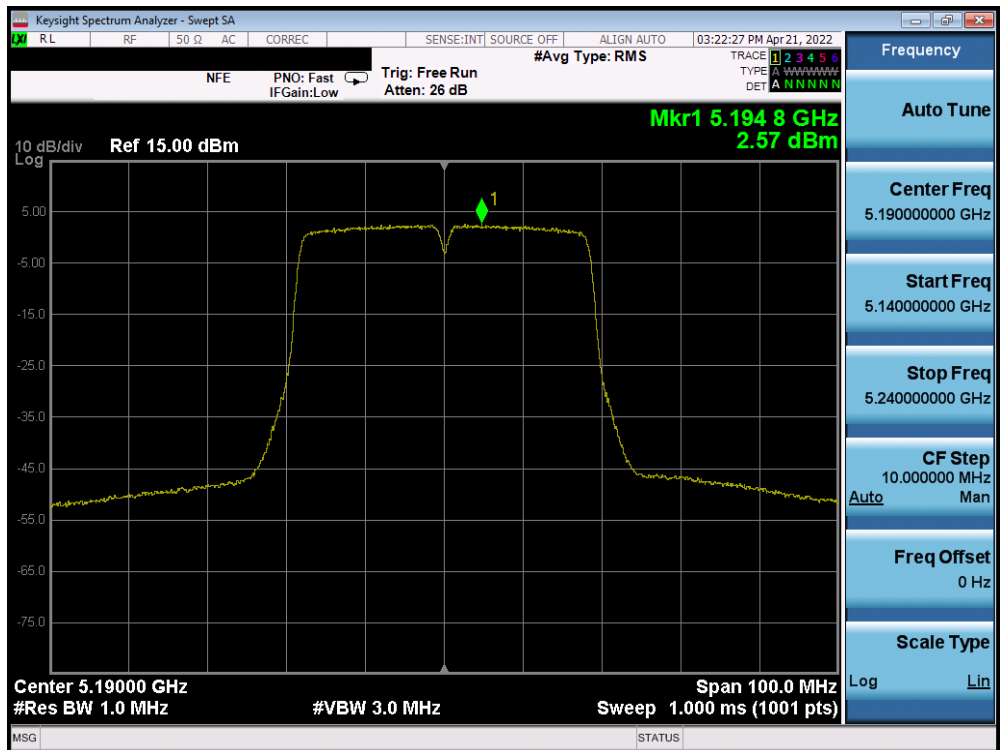 Keysight Spectrum Analyzer - Swept SA
LXI RL RF 50 Ω AC CORREC SENSE:INT SOURCE OFF ALIGN AUTO 03:22:27 PM Apr 21, 2022
NFE PNO: Fast Trig: Free Run #Avg Type: RMS TRACE 1 2 3 4 5 6
IFGain:Low Atten: 26 dB TYPE A WWWWW
DET A N N N N N
Mkr1 5.194 8 GHz
2.57 dBm
10 dB/div Ref 15.00 dBm
Log
1
5.00
-5.00
-15.0
-25.0
-35.0
-45.0
-55.0
-65.0
-75.0
Center 5.19000 GHz Span 100.0 MHz
#Res BW 1.0 MHz #VBW 3.0 MHz Sweep 1.000 ms (1001 pts)
MSG STATUS
Frequency
Auto Tune
Center Freq
5.190000000 GHz
Start Freq
5.140000000 GHz
Stop Freq
5.240000000 GHz
CF Step
10.000000 MHz
Auto Man
Freq Offset
0 Hz
Scale Type
Log Lin